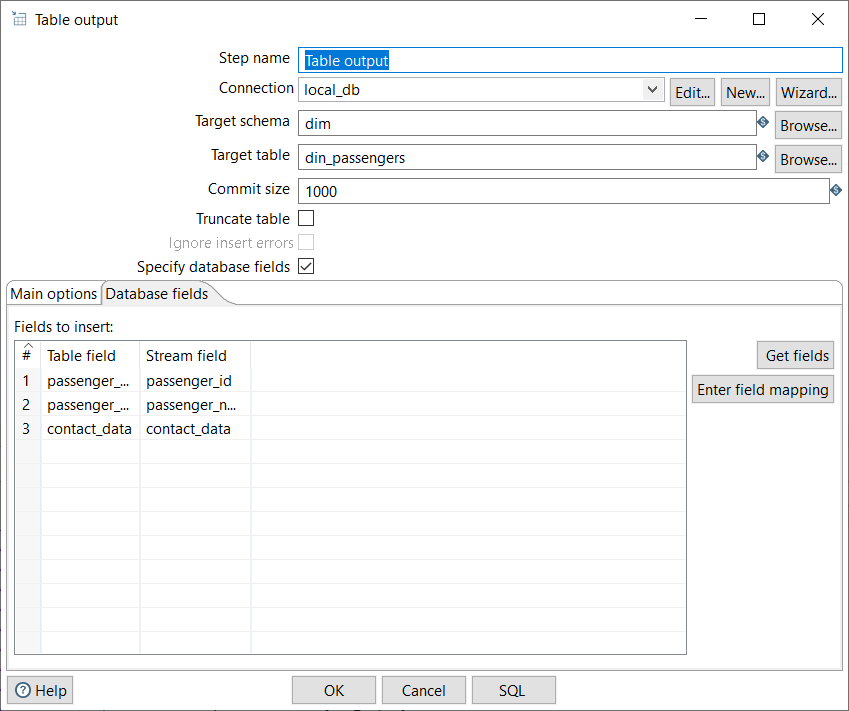 Table output
Step name Table output
Connection local_db Edit... New... Wizard...
Target schema dim Browse...
Target table din_passengers Browse...
Commit size 1000
Truncate table
Ignore insert errors
Specify database fields
Main options Database fields
Fields to insert:
# Table field Stream field Get fields
1 passenger_... passenger_id
Enter field mapping
2 passenger_... passenger_n...
3 contact_data contact_data
Help OK Cancel SQL